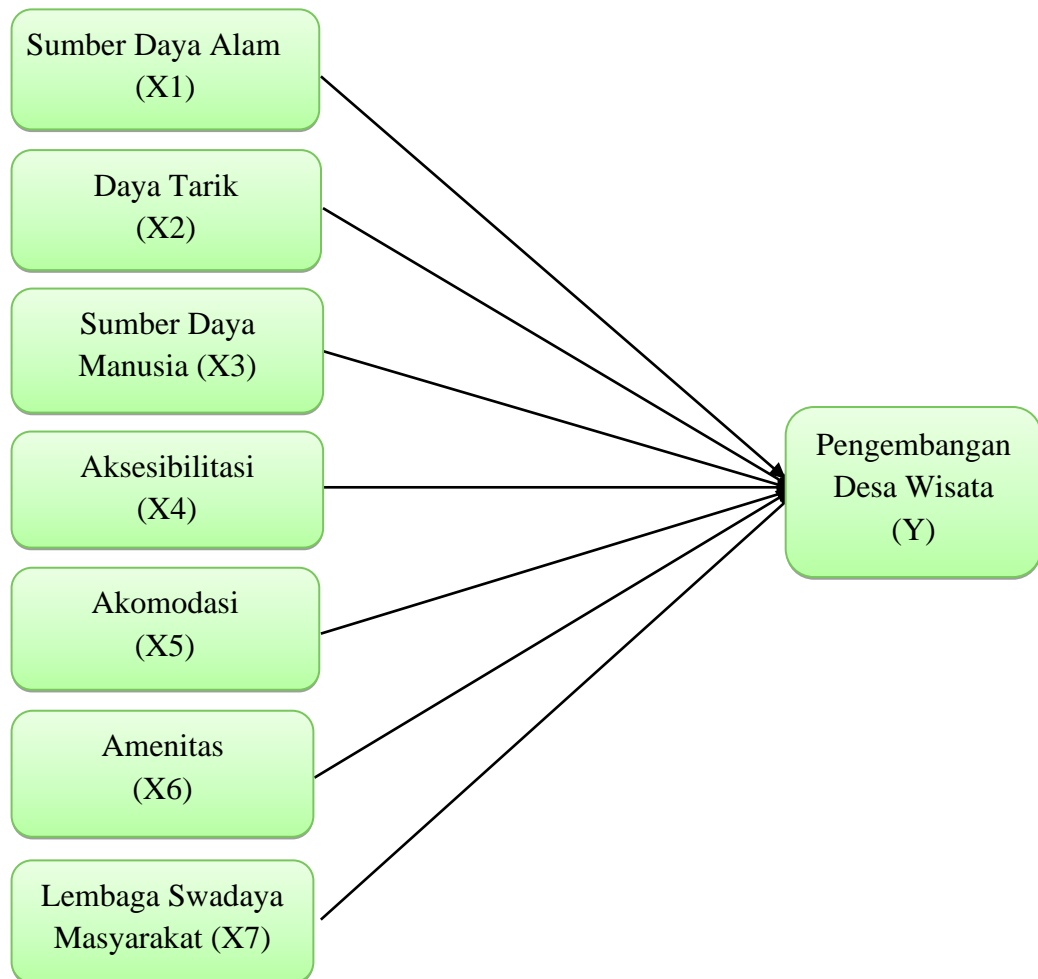 Sumber Daya Alam
(X1)
Daya Tarik
(X2)
Sumber Daya
Manusia (X3)
Aksesibilitasi
(X4)
Akomodasi
(X5)
Amenitas
(X6)
Lembaga Swadaya
Masyarakat (X7)
Pengembangan
Desa Wisata
(Y)